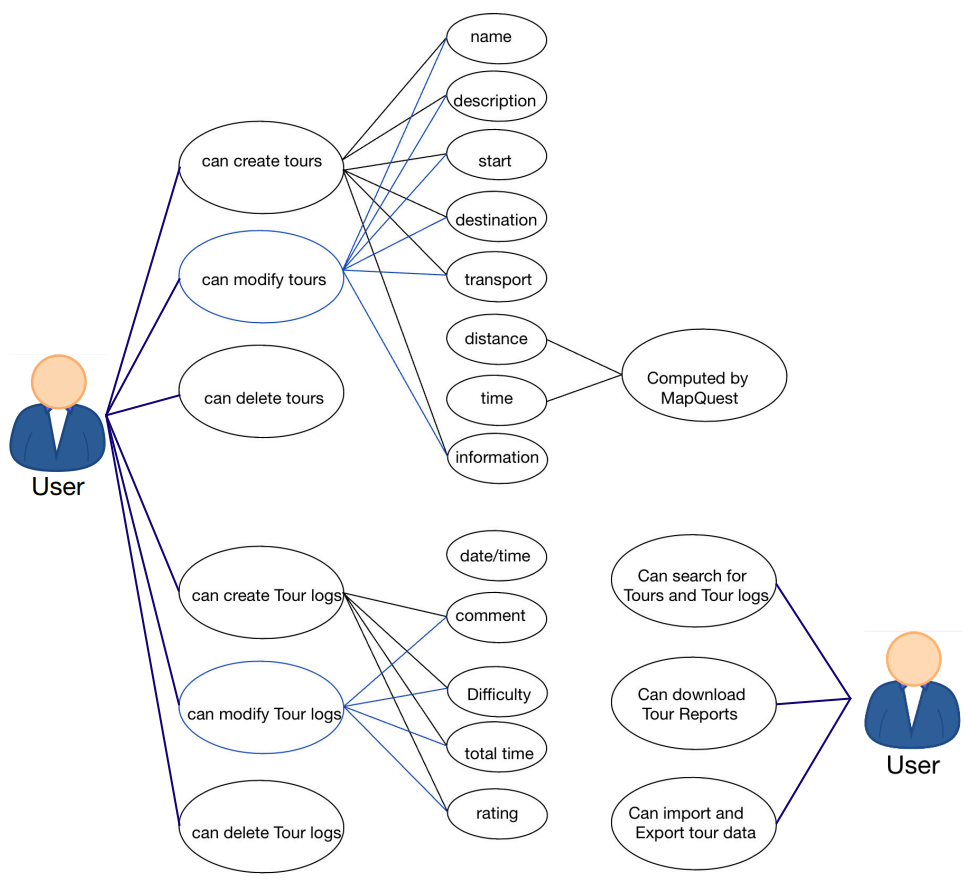 name
description
can create tours
start
destination
can modify tours
transport
distance
Computed by
MapQuest
can delete tours
time
information
User
date/time
Can search for
Tours and Tour logs
can create Tour logs
comment
Difficulty
Can download
Tour Reports
can modify Tour logs
total time
User
rating
Can import and
Export tour data
can delete Tour logs